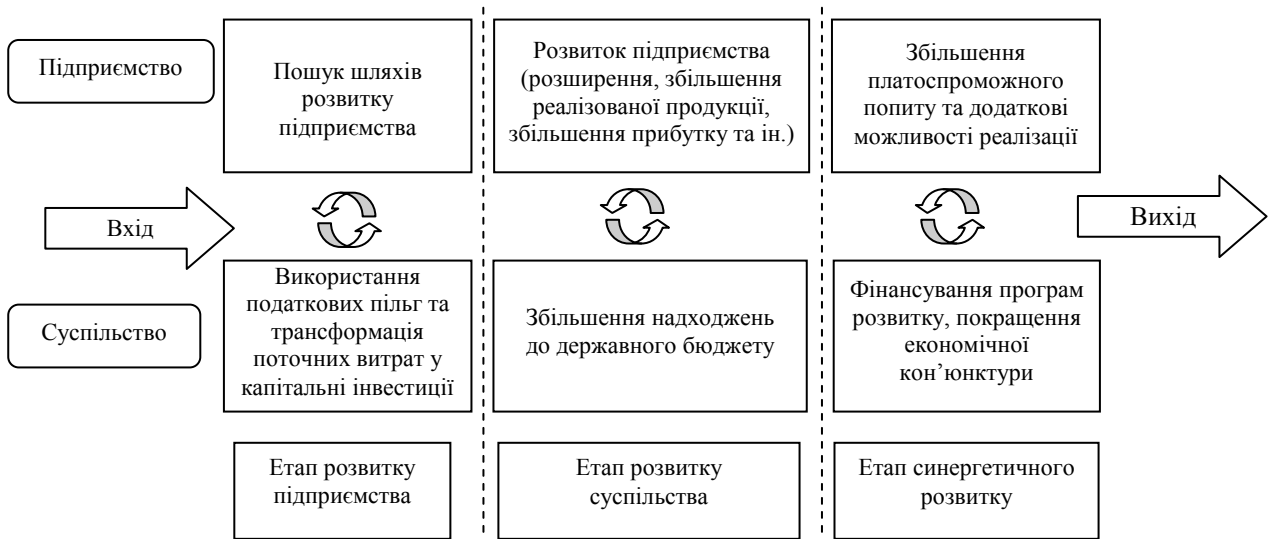 Підприємство
Пошук шляхів
розвитку
підприємства
Розвиток підприємства
(розширення, збільшення
реалізованої продукції,
збільшення прибутку та ін.)
Збільшення
платоспроможного
попиту та додаткові
можливості реалізації
Вхід
Вихід
Суспільство
Використання
податкових пільг та
трансформація
поточних витрат у
капітальні інвестиції
Збільшення надходжень
до державного бюджету
Фінансування програм
розвитку, покращення
економічної
кон’юнктури
Етап розвитку
підприємства
Етап розвитку
суспільства
Етап синергетичного
розвитку